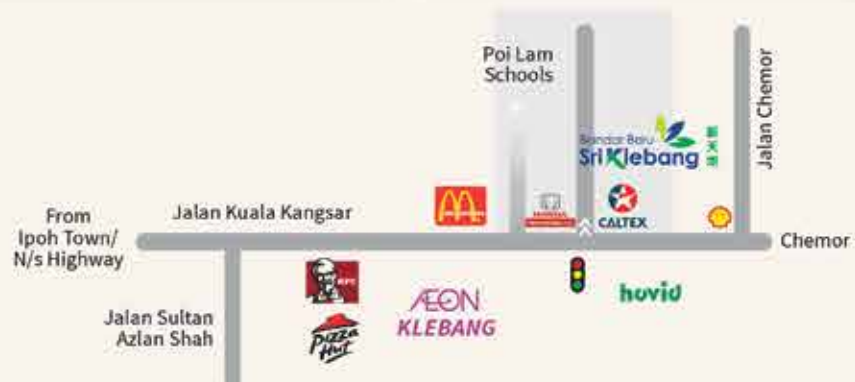 Poi Lam
Schools
Jalan Chemor
Bandar Baru
Sri Klebang
From
Ipoh Town/
N/s Highway
Jalan Kuala Kangsar
HONDA
CALTEX
Chemor
Jalan Sultan
Azlan Shah
KFC
Pizza
Hut
ÆON
KLEBANG
hovid